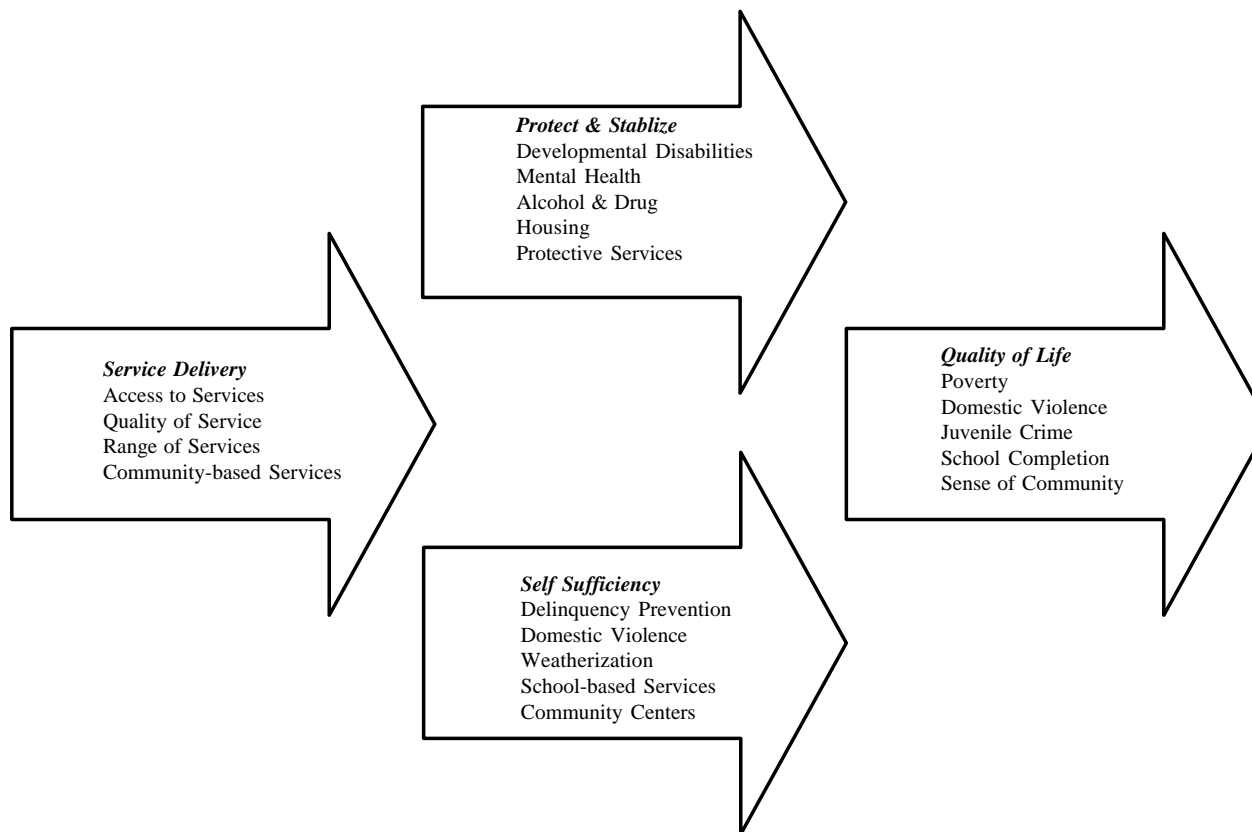 Protect & Stablize
Developmental Disabilities
Mental Health
Alcohol & Drug
Housing
Protective Services
Service Delivery
Access to Services
Quality of Service
Range of Services
Community-based Services
Quality of Life
Poverty
Domestic Violence
Juvenile Crime
School Completion
Sense of Community
Self Sufficiency
Delinquency Prevention
Domestic Violence
Weatherization
School-based Services
Community Centers